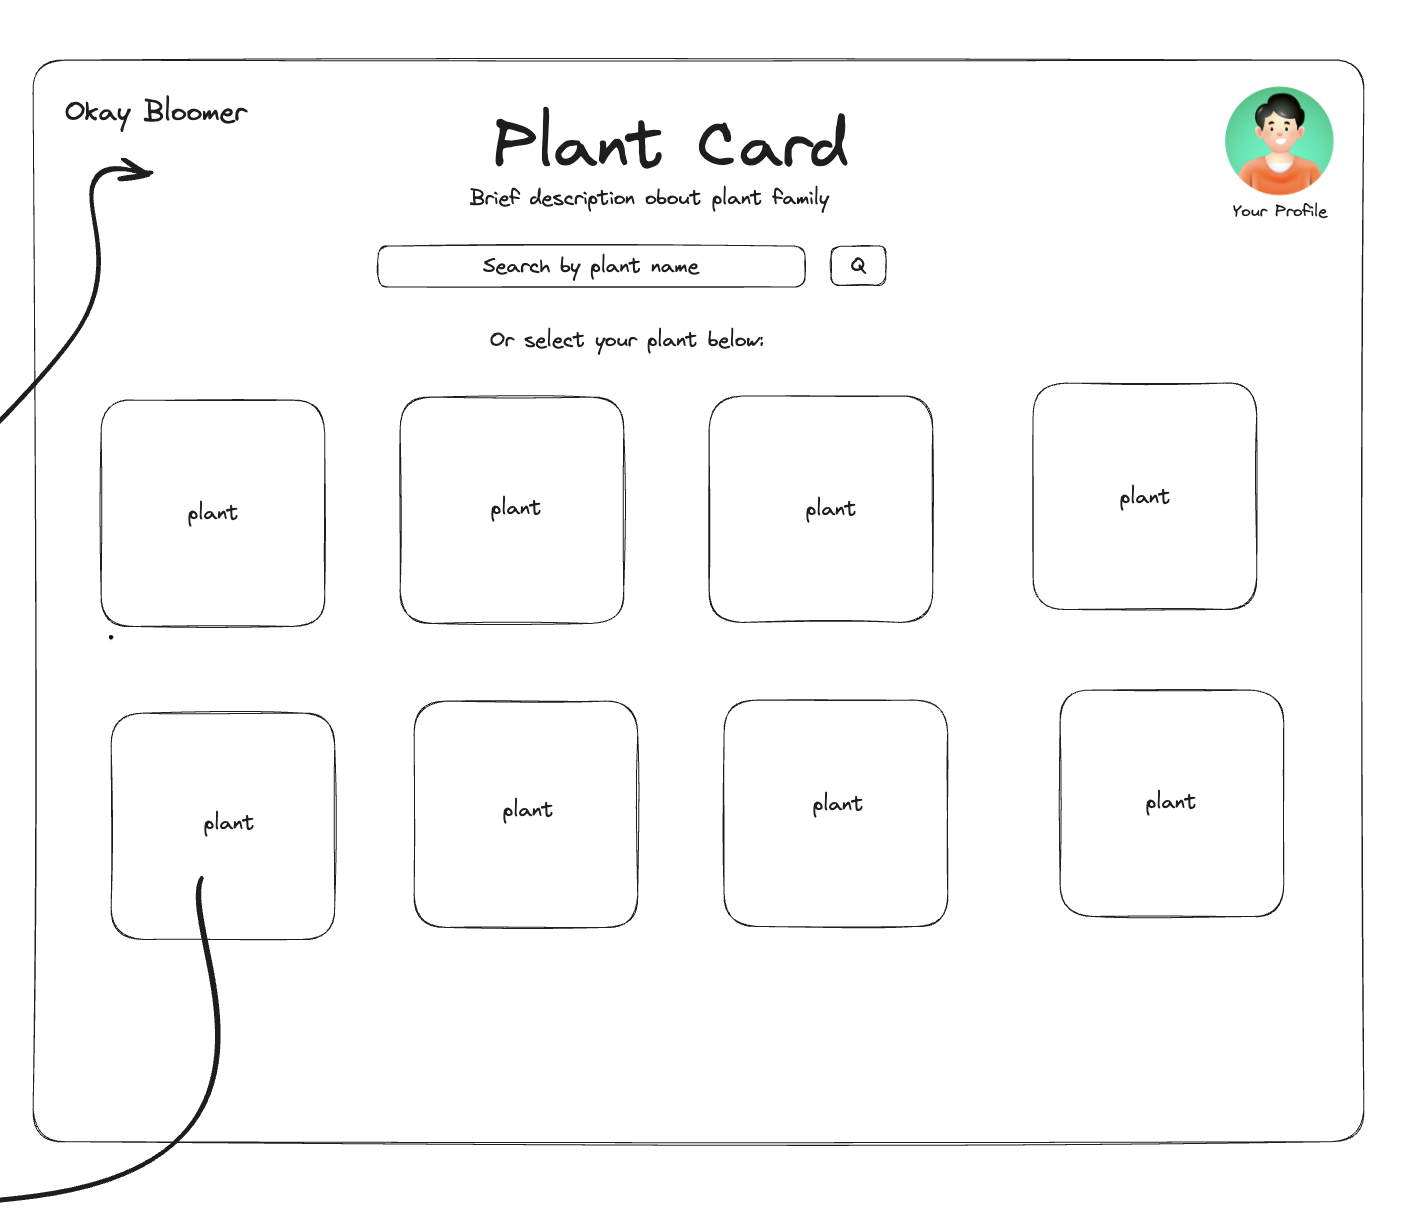 Okay Bloomer
Plant Card
Brief description obout plant family
Your Profile
Search by plant name
Q
Or select your plant below:
plant
plant
plant
plant
plant
plant
plant
plant